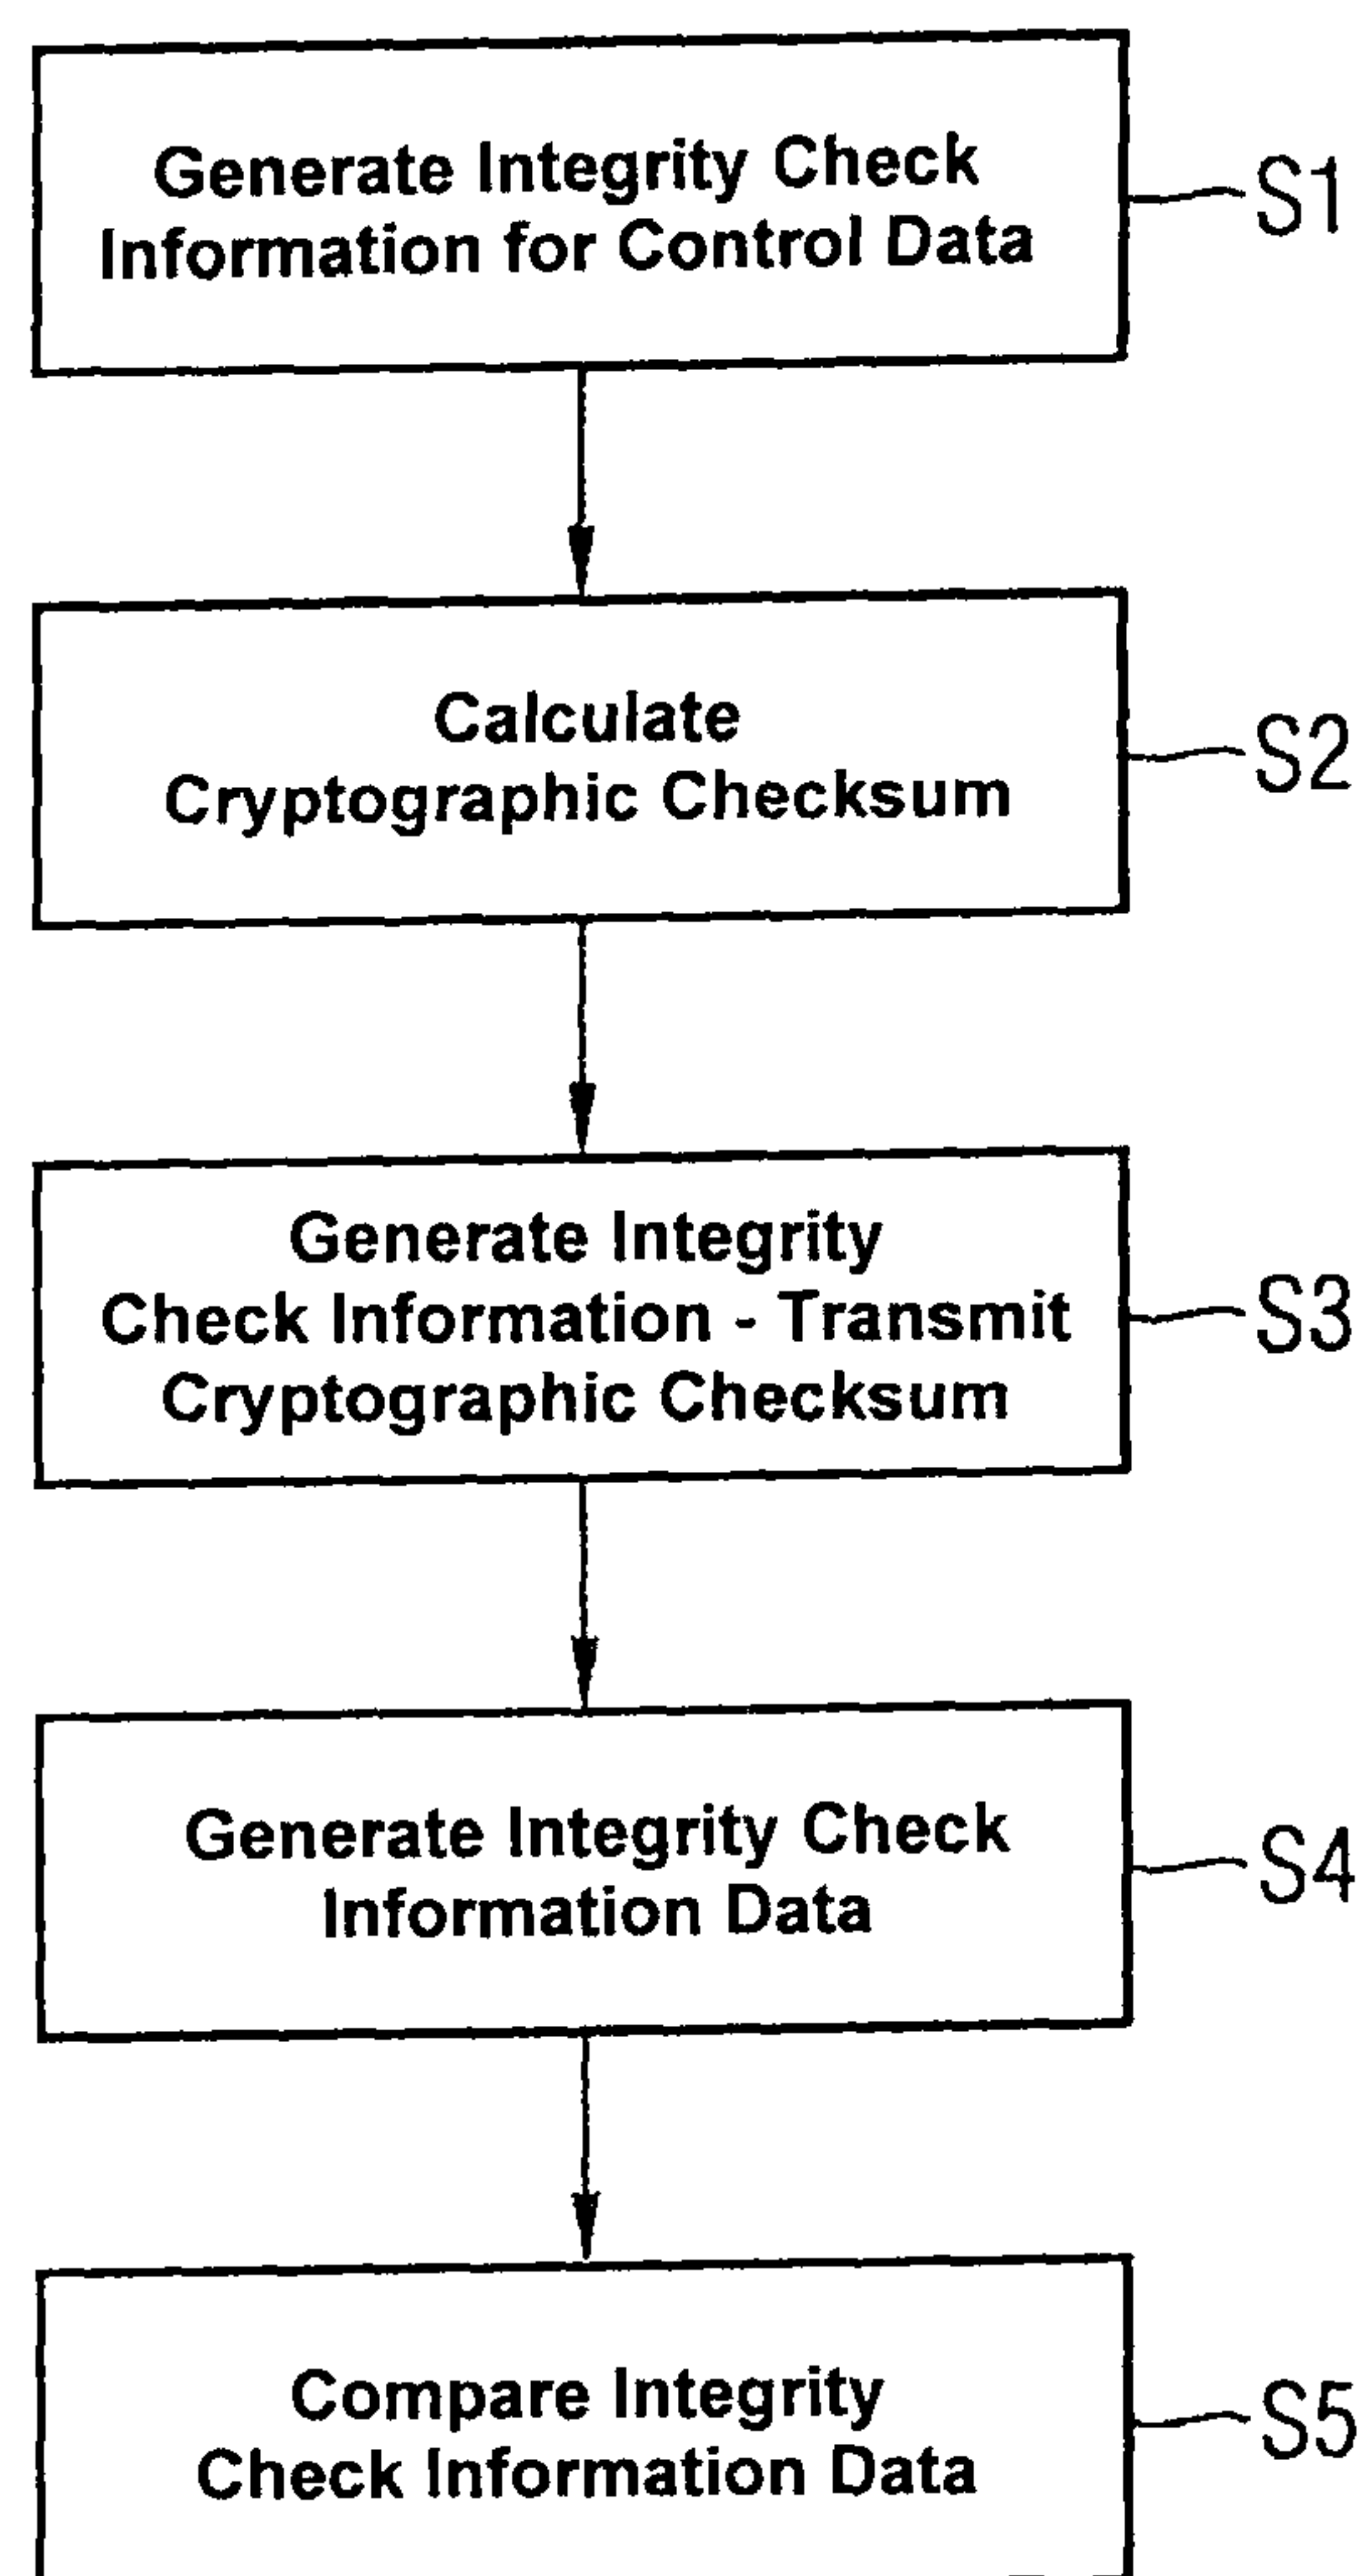 Generate Integrity Check
Information for Control Data
S1
Calculate
Cryptographic Checksum
S2
Generate Integrity
Check Information - Transmit
Cryptographic Checksum
S3
Generate Integrity Check
Information Data
S4
Compare Integrity
Check Information Data
S5